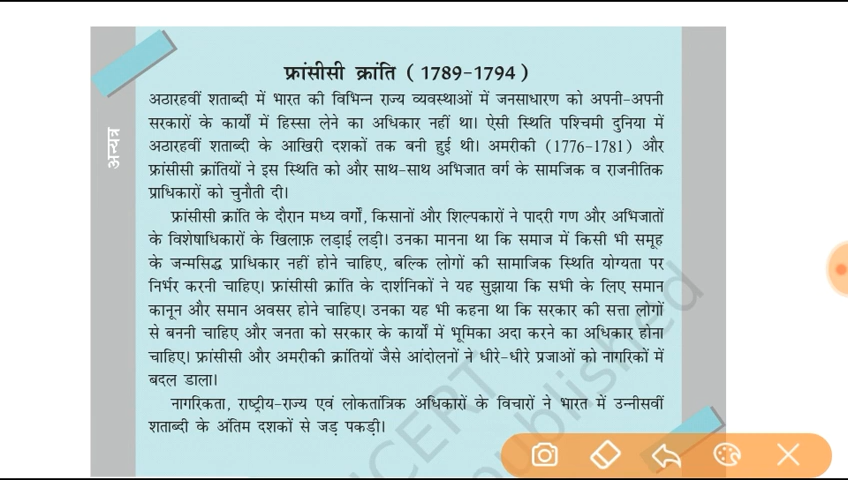 फ्रांसीसी क्रांति ( 1789-1794 )
अठारहवीं शताब्दी में भारत की विभिन्न राज्य व्यवस्थाओं में जनसाधारण को अपनी-अपनी
सरकारों के कार्यों में हिस्सा लेने का अधिकार नहीं था। ऐसी स्थिति पश्चिमी दुनिया में
अठारहवीं शताब्दी के आखिरी दशकों तक बनी हुई थी। अमरीकी (1776-1781) और
फ्रांसीसी क्रांतियों ने इस स्थिति को और साथ-साथ अभिजात वर्ग के सामजिक व राजनीतिक
प्राधिकारों को चुनौती दी।
फ्रांसीसी क्रांति के दौरान मध्य वर्गों, किसानों और शिल्पकारों ने पादरी गण और अभिजातों
के विशेषाधिकारों के खिलाफ़ लड़ाई लड़ी। उनका मानना था कि समाज में किसी भी समूह
के जन्मसिद्ध प्राधिकार नहीं होने चाहिए, बल्कि लोगों की सामाजिक स्थिति योग्यता पर
निर्भर करनी चाहिए। फ्रांसीसी क्रांति के दार्शनिकों ने यह सुझाया कि सभी के लिए समान
कानून और समान अवसर होने चाहिए। उनका यह भी कहना था कि सरकार की सत्ता लोगों
से बननी चाहिए और जनता को सरकार के कार्यों में भूमिका अदा करने का अधिकार होना
चाहिए। फ्रांसीसी और अमरीकी क्रांतियों जैसे आंदोलनों ने धीरे-धीरे प्रजाओं को नागरिकों में
बदल डाला।
नागरिकता, राष्ट्रीय-राज्य एवं लोकतांत्रिक अधिकारों के विचारों ने भारत में उन्नीसवीं
शताब्दी के अंतिम दशकों से जड़ पकड़ी।
अन्यत्र
NCERT
published